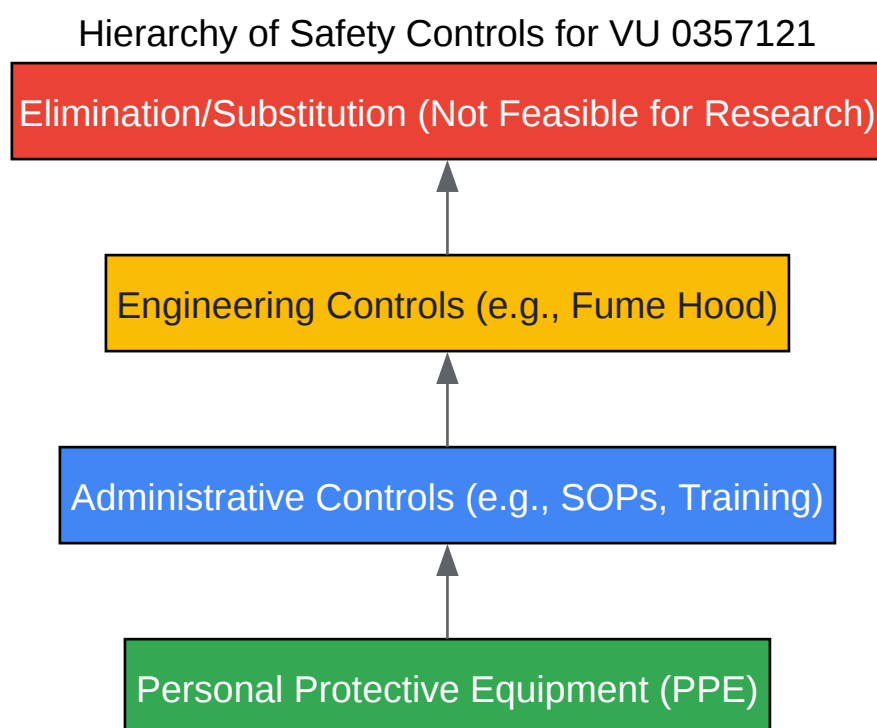 Hierarchy of Safety Controls for VU 0357121
Elimination/Substitution (Not Feasible for Research)
Engineering Controls (e.g., Fume Hood)
Administrative Controls (e.g., SOPs, Training)
Personal Protective Equipment (PPE)